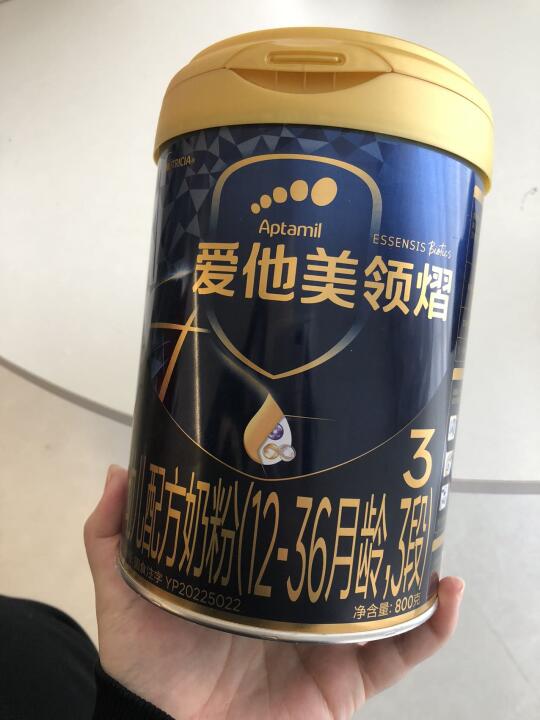 Aptamil
ESSENSIS Biotics
爱他美领熠
3
儿配方奶粉(12-36月龄,3段)
YP20225022
净含量: 800克